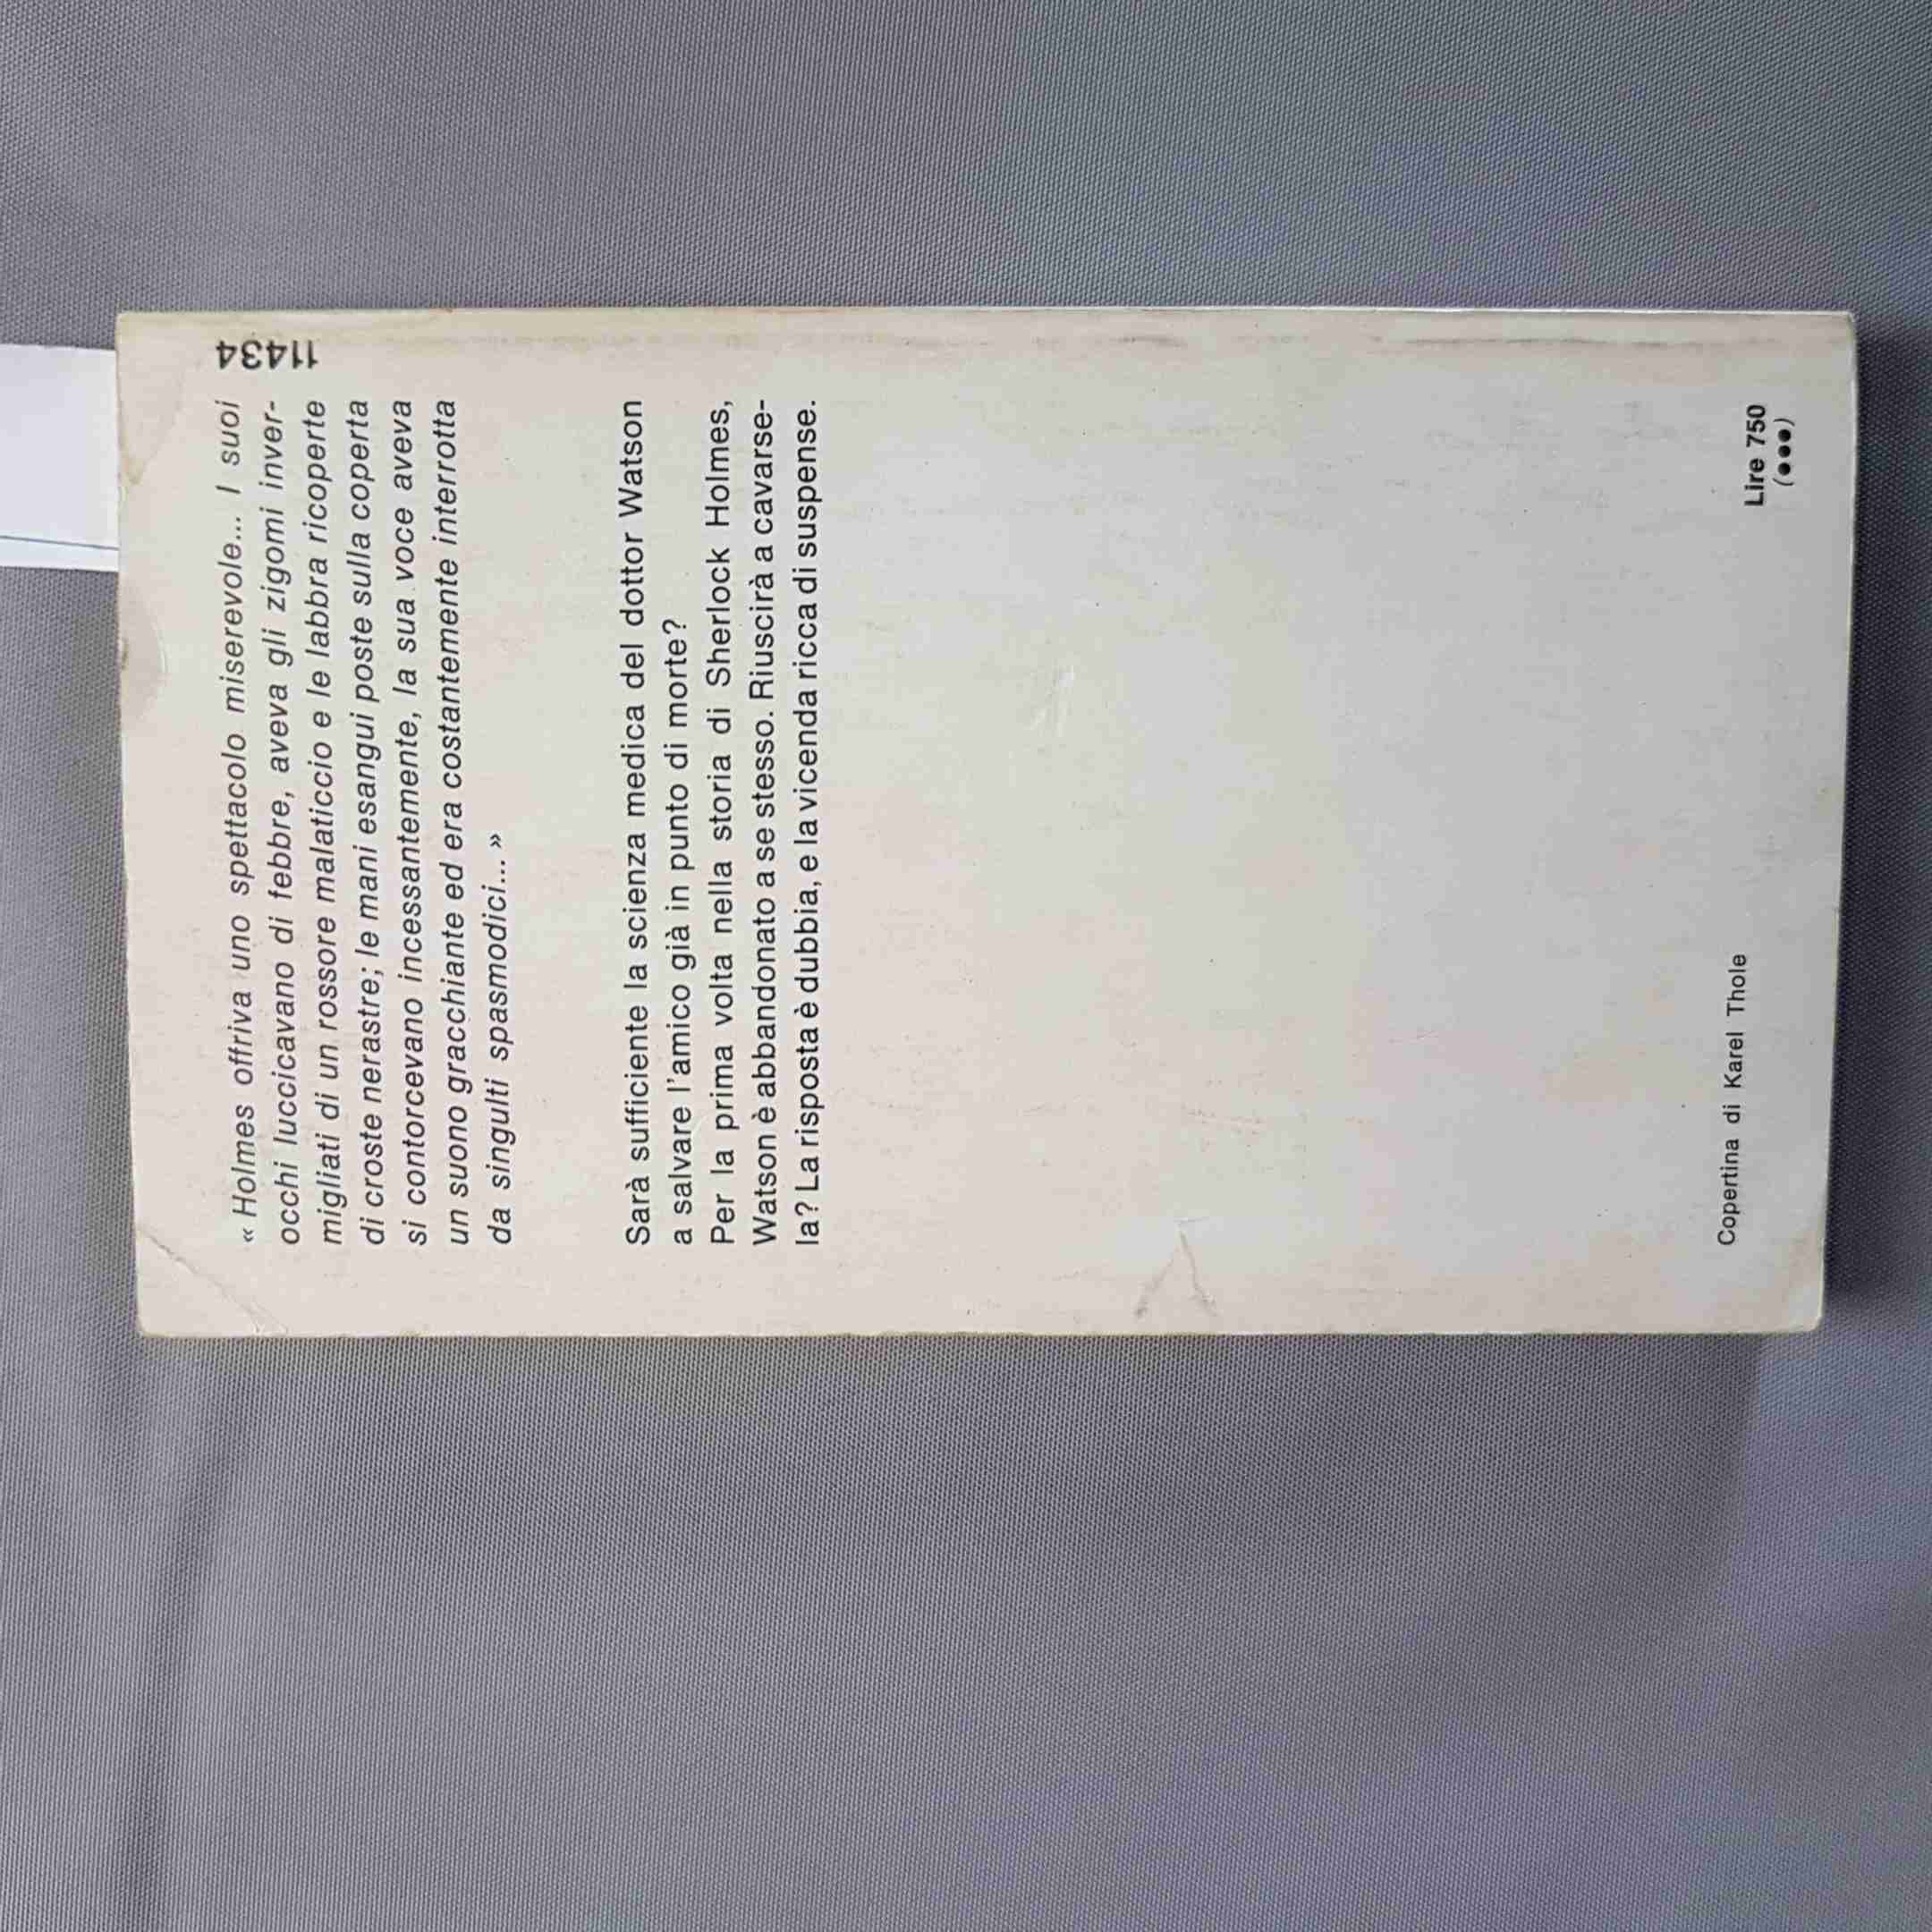 11434
« Holmes offriva uno spettacolo miserevole... I suoi
occhi luccicavano di febbre, aveva gli zigomi inver-
migliati di un rossore malaticcio e le labbra ricoperte
di croste nerastre; le mani esangui poste sulla coperta
si contorcevano incessantemente, la sua voce aveva
un suono gracchiante ed era costantemente interrotta
da singulti spasmodici... »
Sarà sufficiente la scienza medica del dottor Watson
a salvare l'amico già in punto di morte?
Per la prima volta nella storia di Sherlock Holmes,
Watson è abbandonato a se stesso. Riuscirà a cavarse-
la? La risposta è dubbia, e la vicenda ricca di suspense.
Copertina di Karel Thole
Lire 750
(●●●)